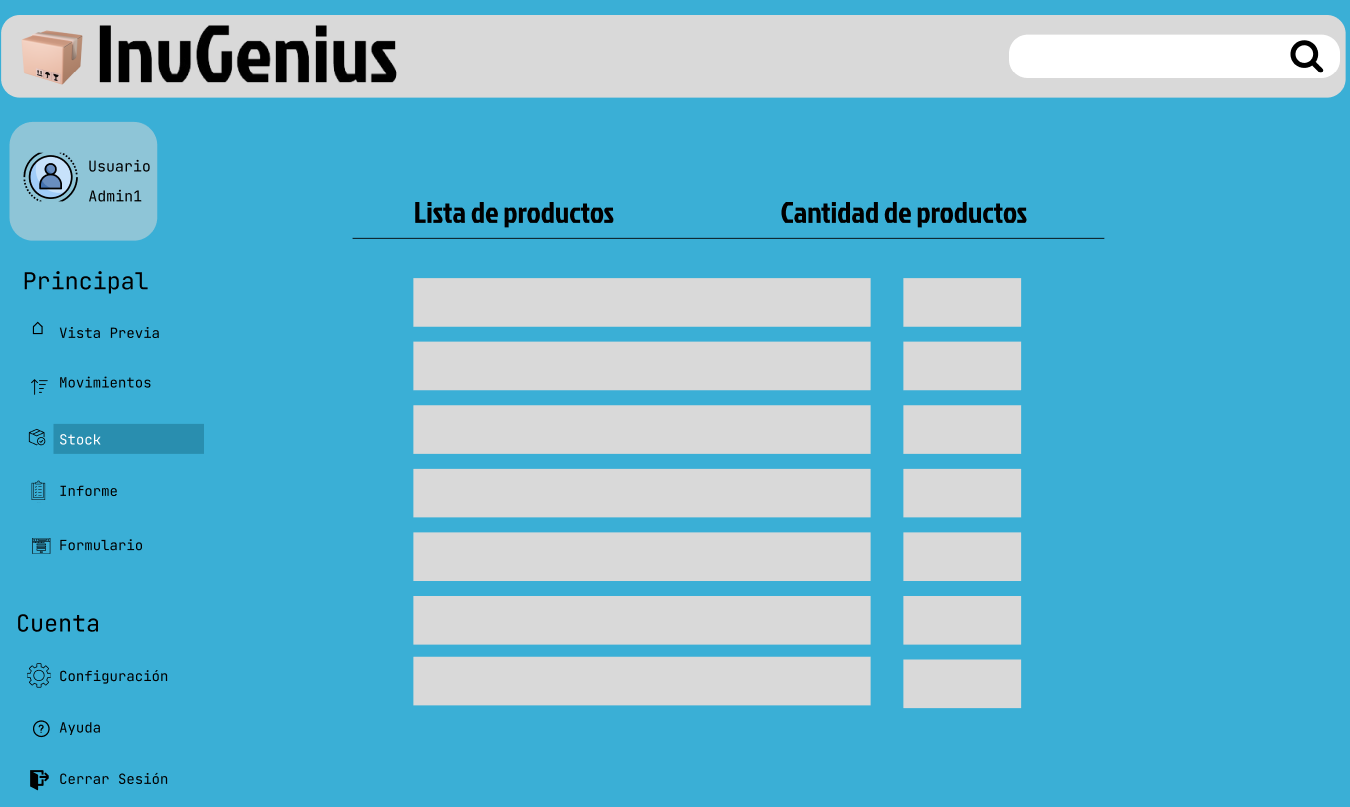 InvGenius
Usuario
Admin1
Lista de productos
Cantidad de productos
Principal
Vista Previa
Movimientos
Stock
Informe
Formulario
Cuenta
Configuración
Ayuda
Cerrar Sesión